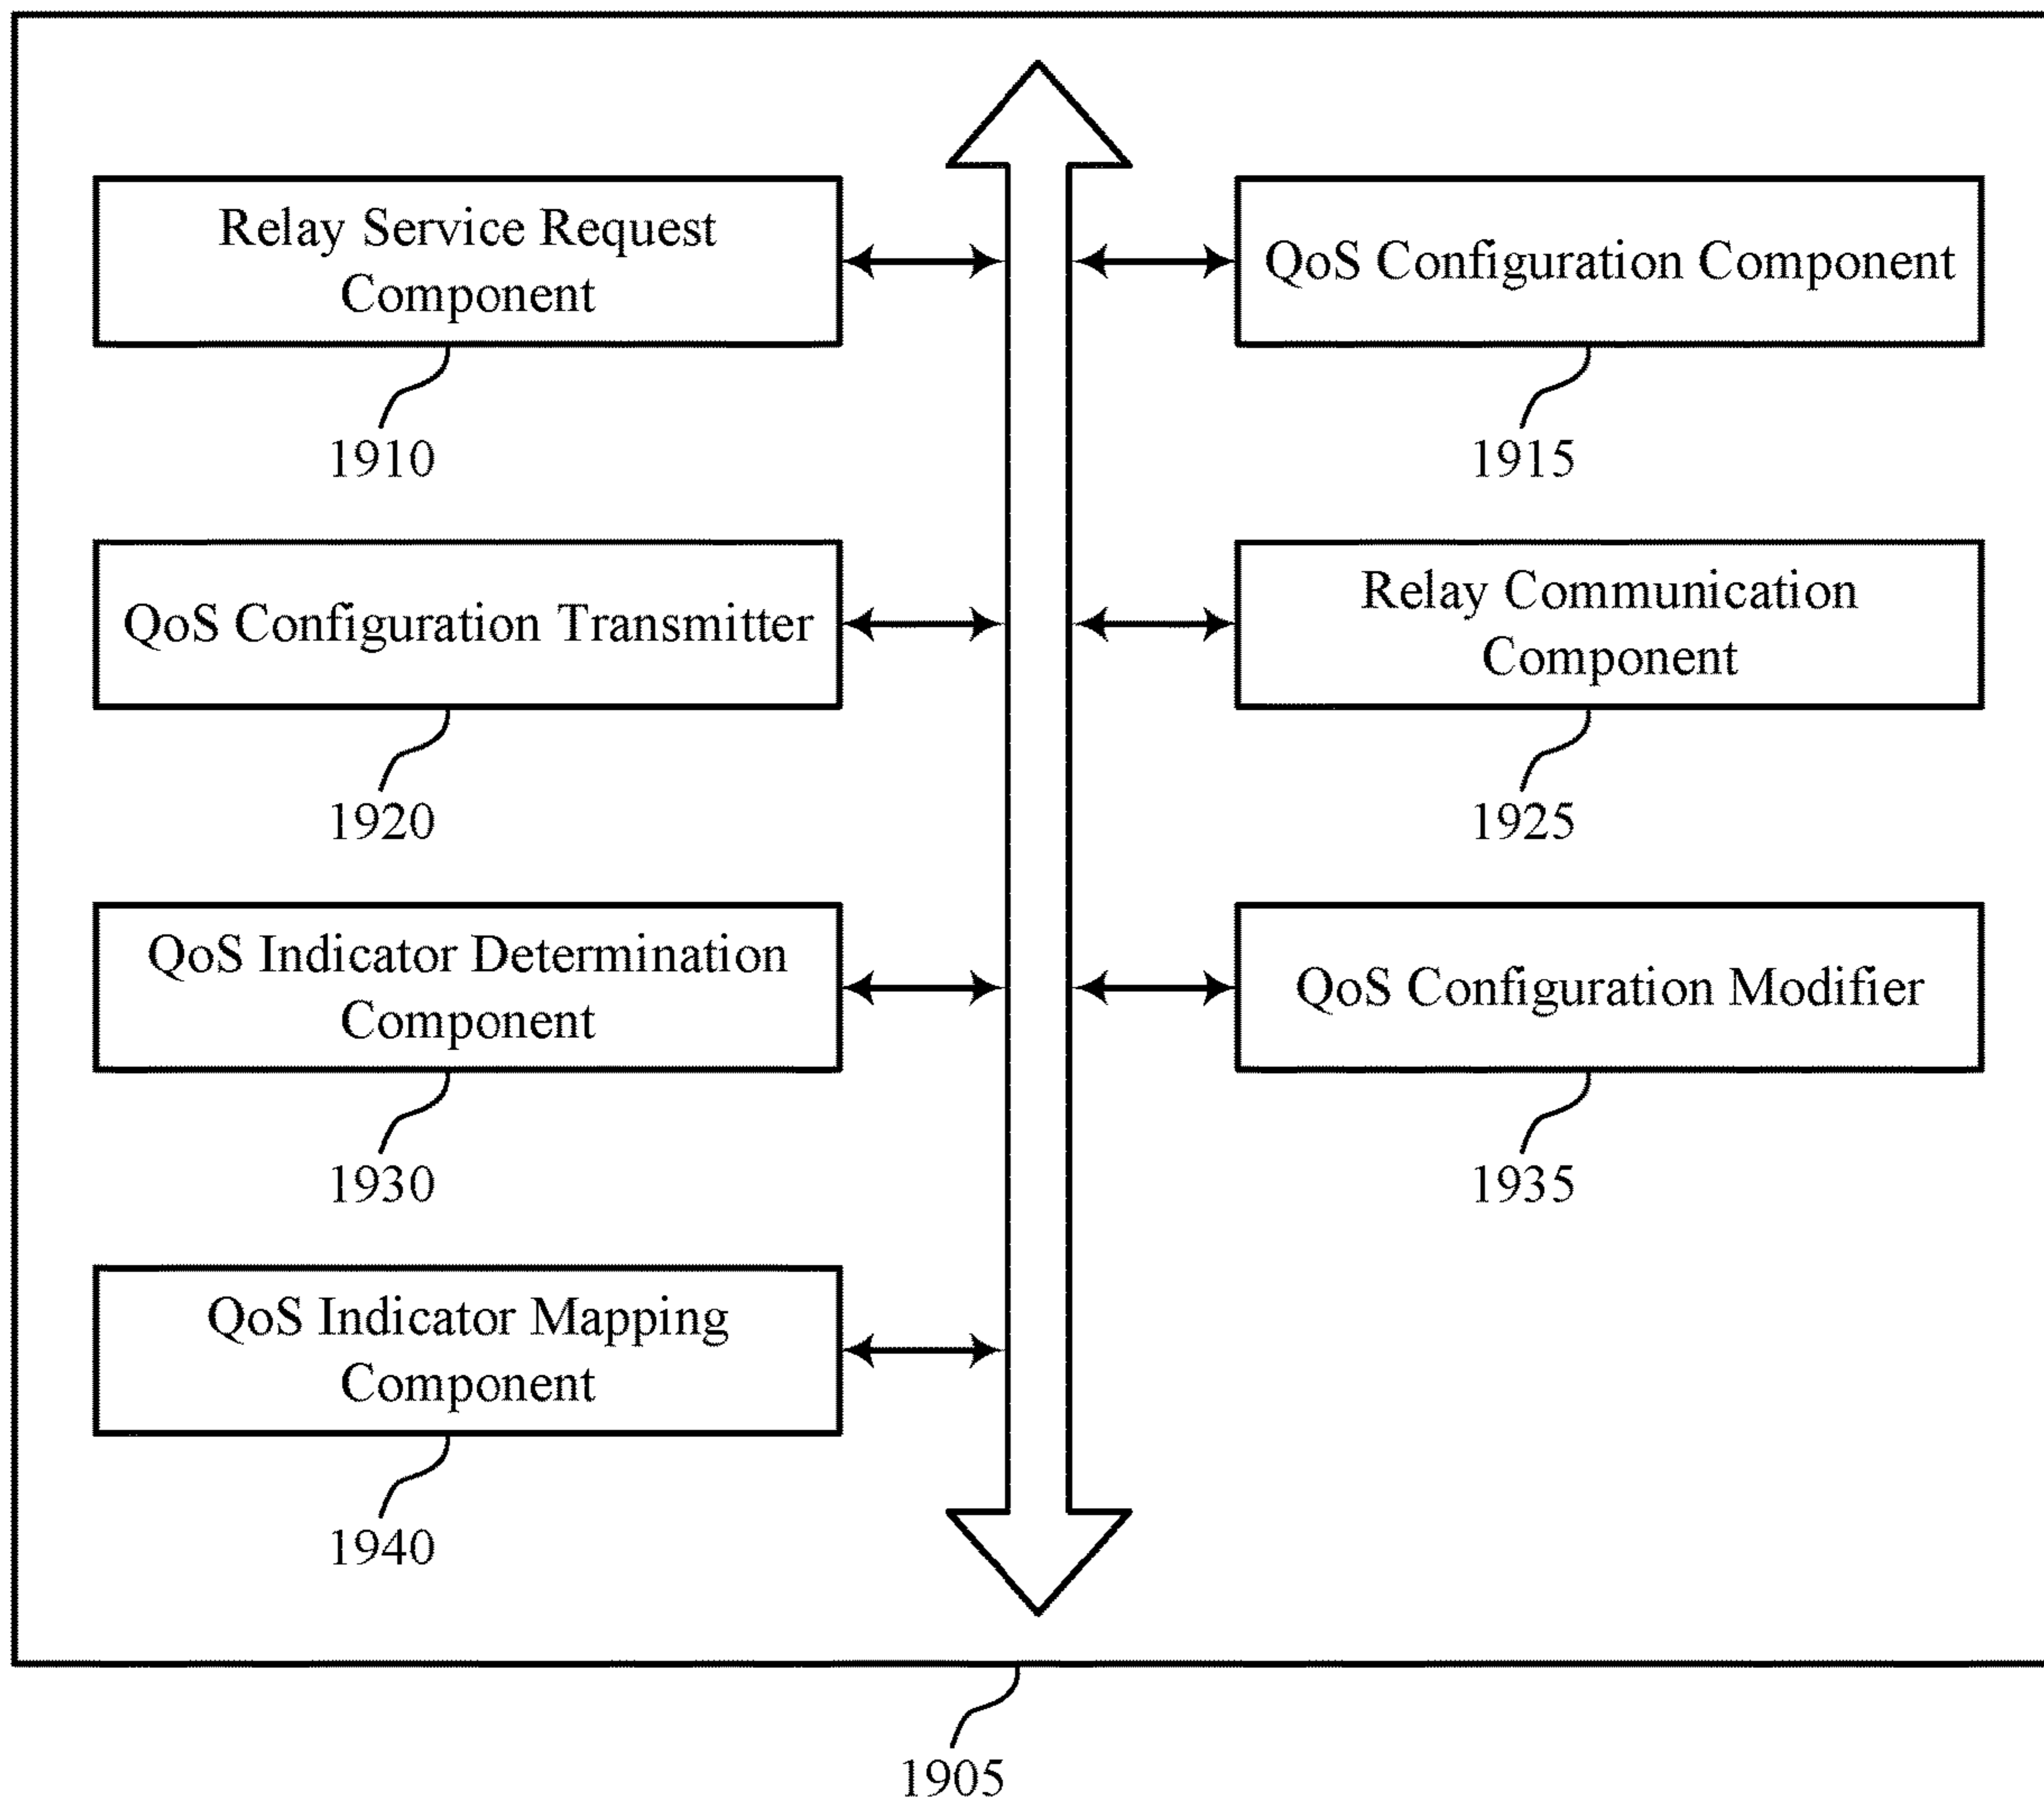 Relay Service Request
Component
1910
QoS Configuration Component
1915
QoS Configuration Transmitter
1920
Relay Communication
Component
1925
QoS Indicator Determination
Component
1930
QoS Configuration Modifier
1935
QoS Indicator Mapping
Component
1940
1905